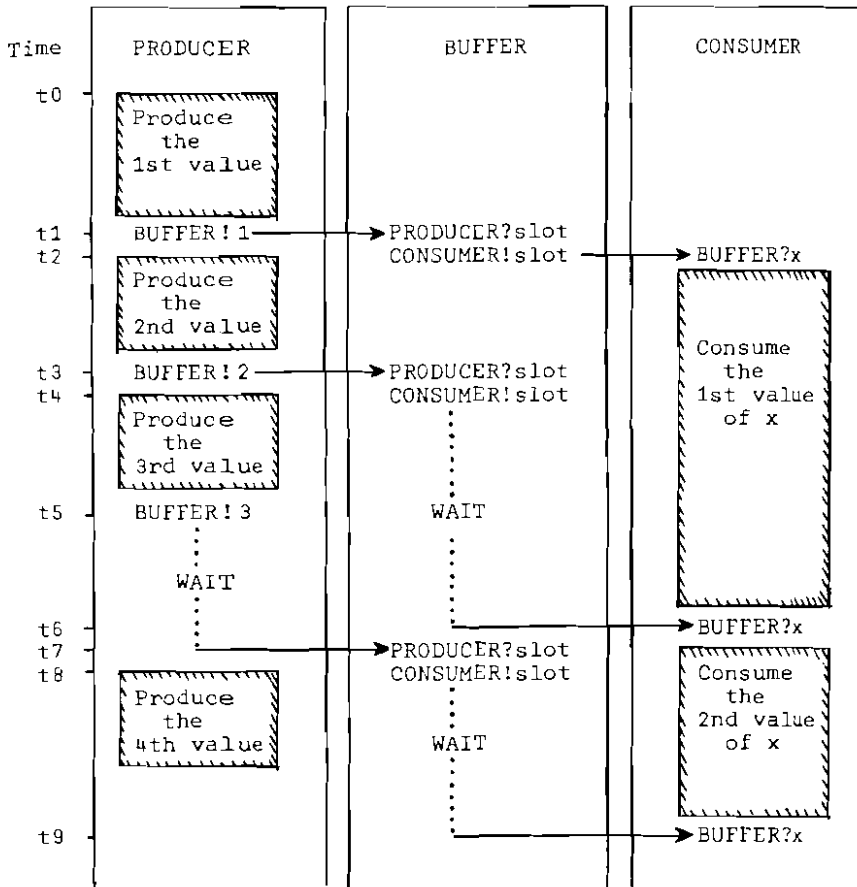 Time PRODUCER BUFFER CONSUMER
t0
Produce
the
1st value
t1 BUFFER!1 PRODUCER?slot
t2 CONSUMER!slot BUFFER?x
Produce
the
2nd value
Consume
the
1st value
of x
t3 BUFFER!2 PRODUCER?slot
t4 CONSUMER!slot
Produce
the
3rd value
t5 BUFFER!3 WAIT
WAIT
t6 BUFFER?x
t7 PRODUCER?slot
t8 CONSUMER!slot
Produce
the
4th value
WAIT
Consume
the
2nd value
of x
t9 BUFFER?x